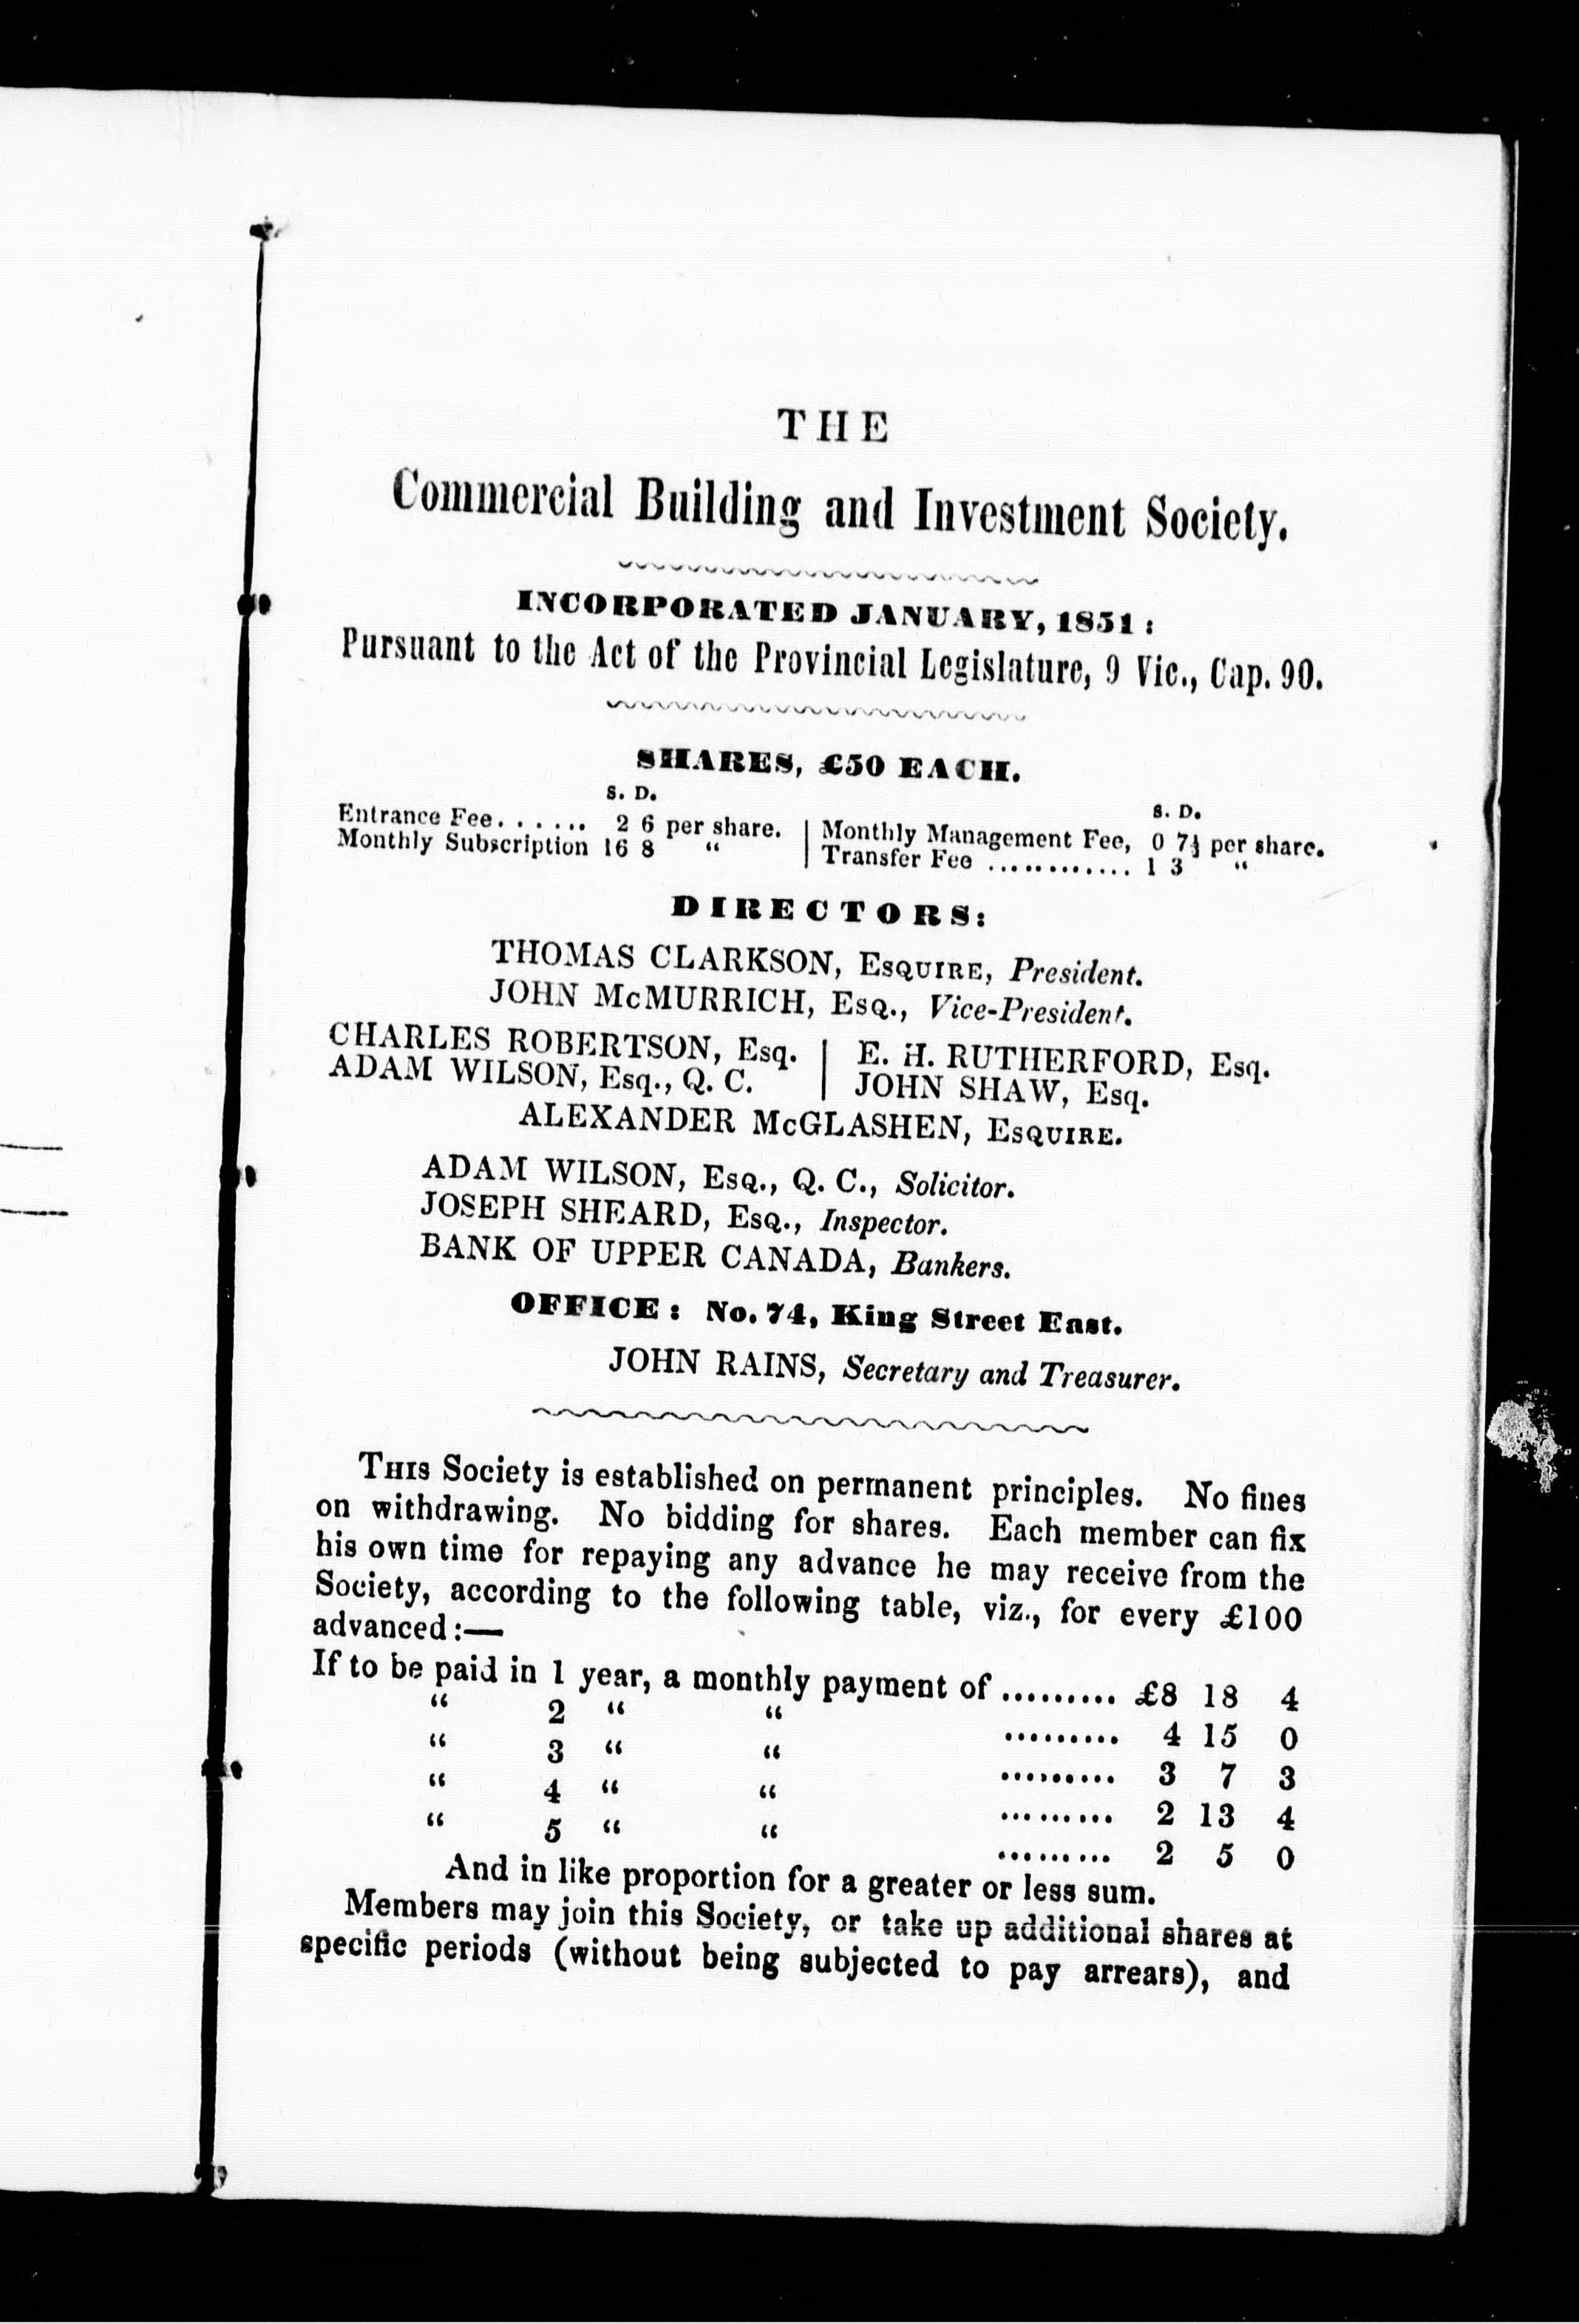 THE
Commercial Building and Investment Society.
INCORPORATED JANUARY, 1851:
Pursuant to the Act of the Provincial Legislature, 9 Vic., Cap. 90.
SHARES, £50 EACH.
S. D.
Entrance Fee...... 2 6 per share.
Monthly Subscription 16 8 “
S. D.
Monthly Management Fee, 0 7½ per share.
Transfer Fee ............ 1 3 “
DIRECTORS:
THOMAS CLARKSON, ESQUIRE, President.
JOHN McMURRICH, ESQ., Vice-President.
CHARLES ROBERTSON, Esq. | E. H. RUTHERFORD, Esq.
ADAM WILSON, Esq., Q. C. | JOHN SHAW, Esq.
ALEXANDER McGLASHEN, ESQUIRE.
ADAM WILSON, ESQ., Q. C., Solicitor.
JOSEPH SHEARD, ESQ., Inspector.
BANK OF UPPER CANADA, Bankers.
OFFICE: No. 74, King Street East.
JOHN RAINS, Secretary and Treasurer.
THIS Society is established on permanent principles. No fines
on withdrawing. No bidding for shares. Each member can fix
his own time for repaying any advance he may receive from the
Society, according to the following table, viz., for every £100
advanced:—
If to be paid in 1 year, a monthly payment of .......... £8 18 4
“ 2 “ “ .......... 4 15 0
“ 3 “ “ .......... 3 7 3
“ 4 “ “ .......... 2 13 4
“ 5 “ “ .......... 2 5 0
And in like proportion for a greater or less sum.
Members may join this Society, or take up additional shares at
specific periods (without being subjected to pay arrears), and